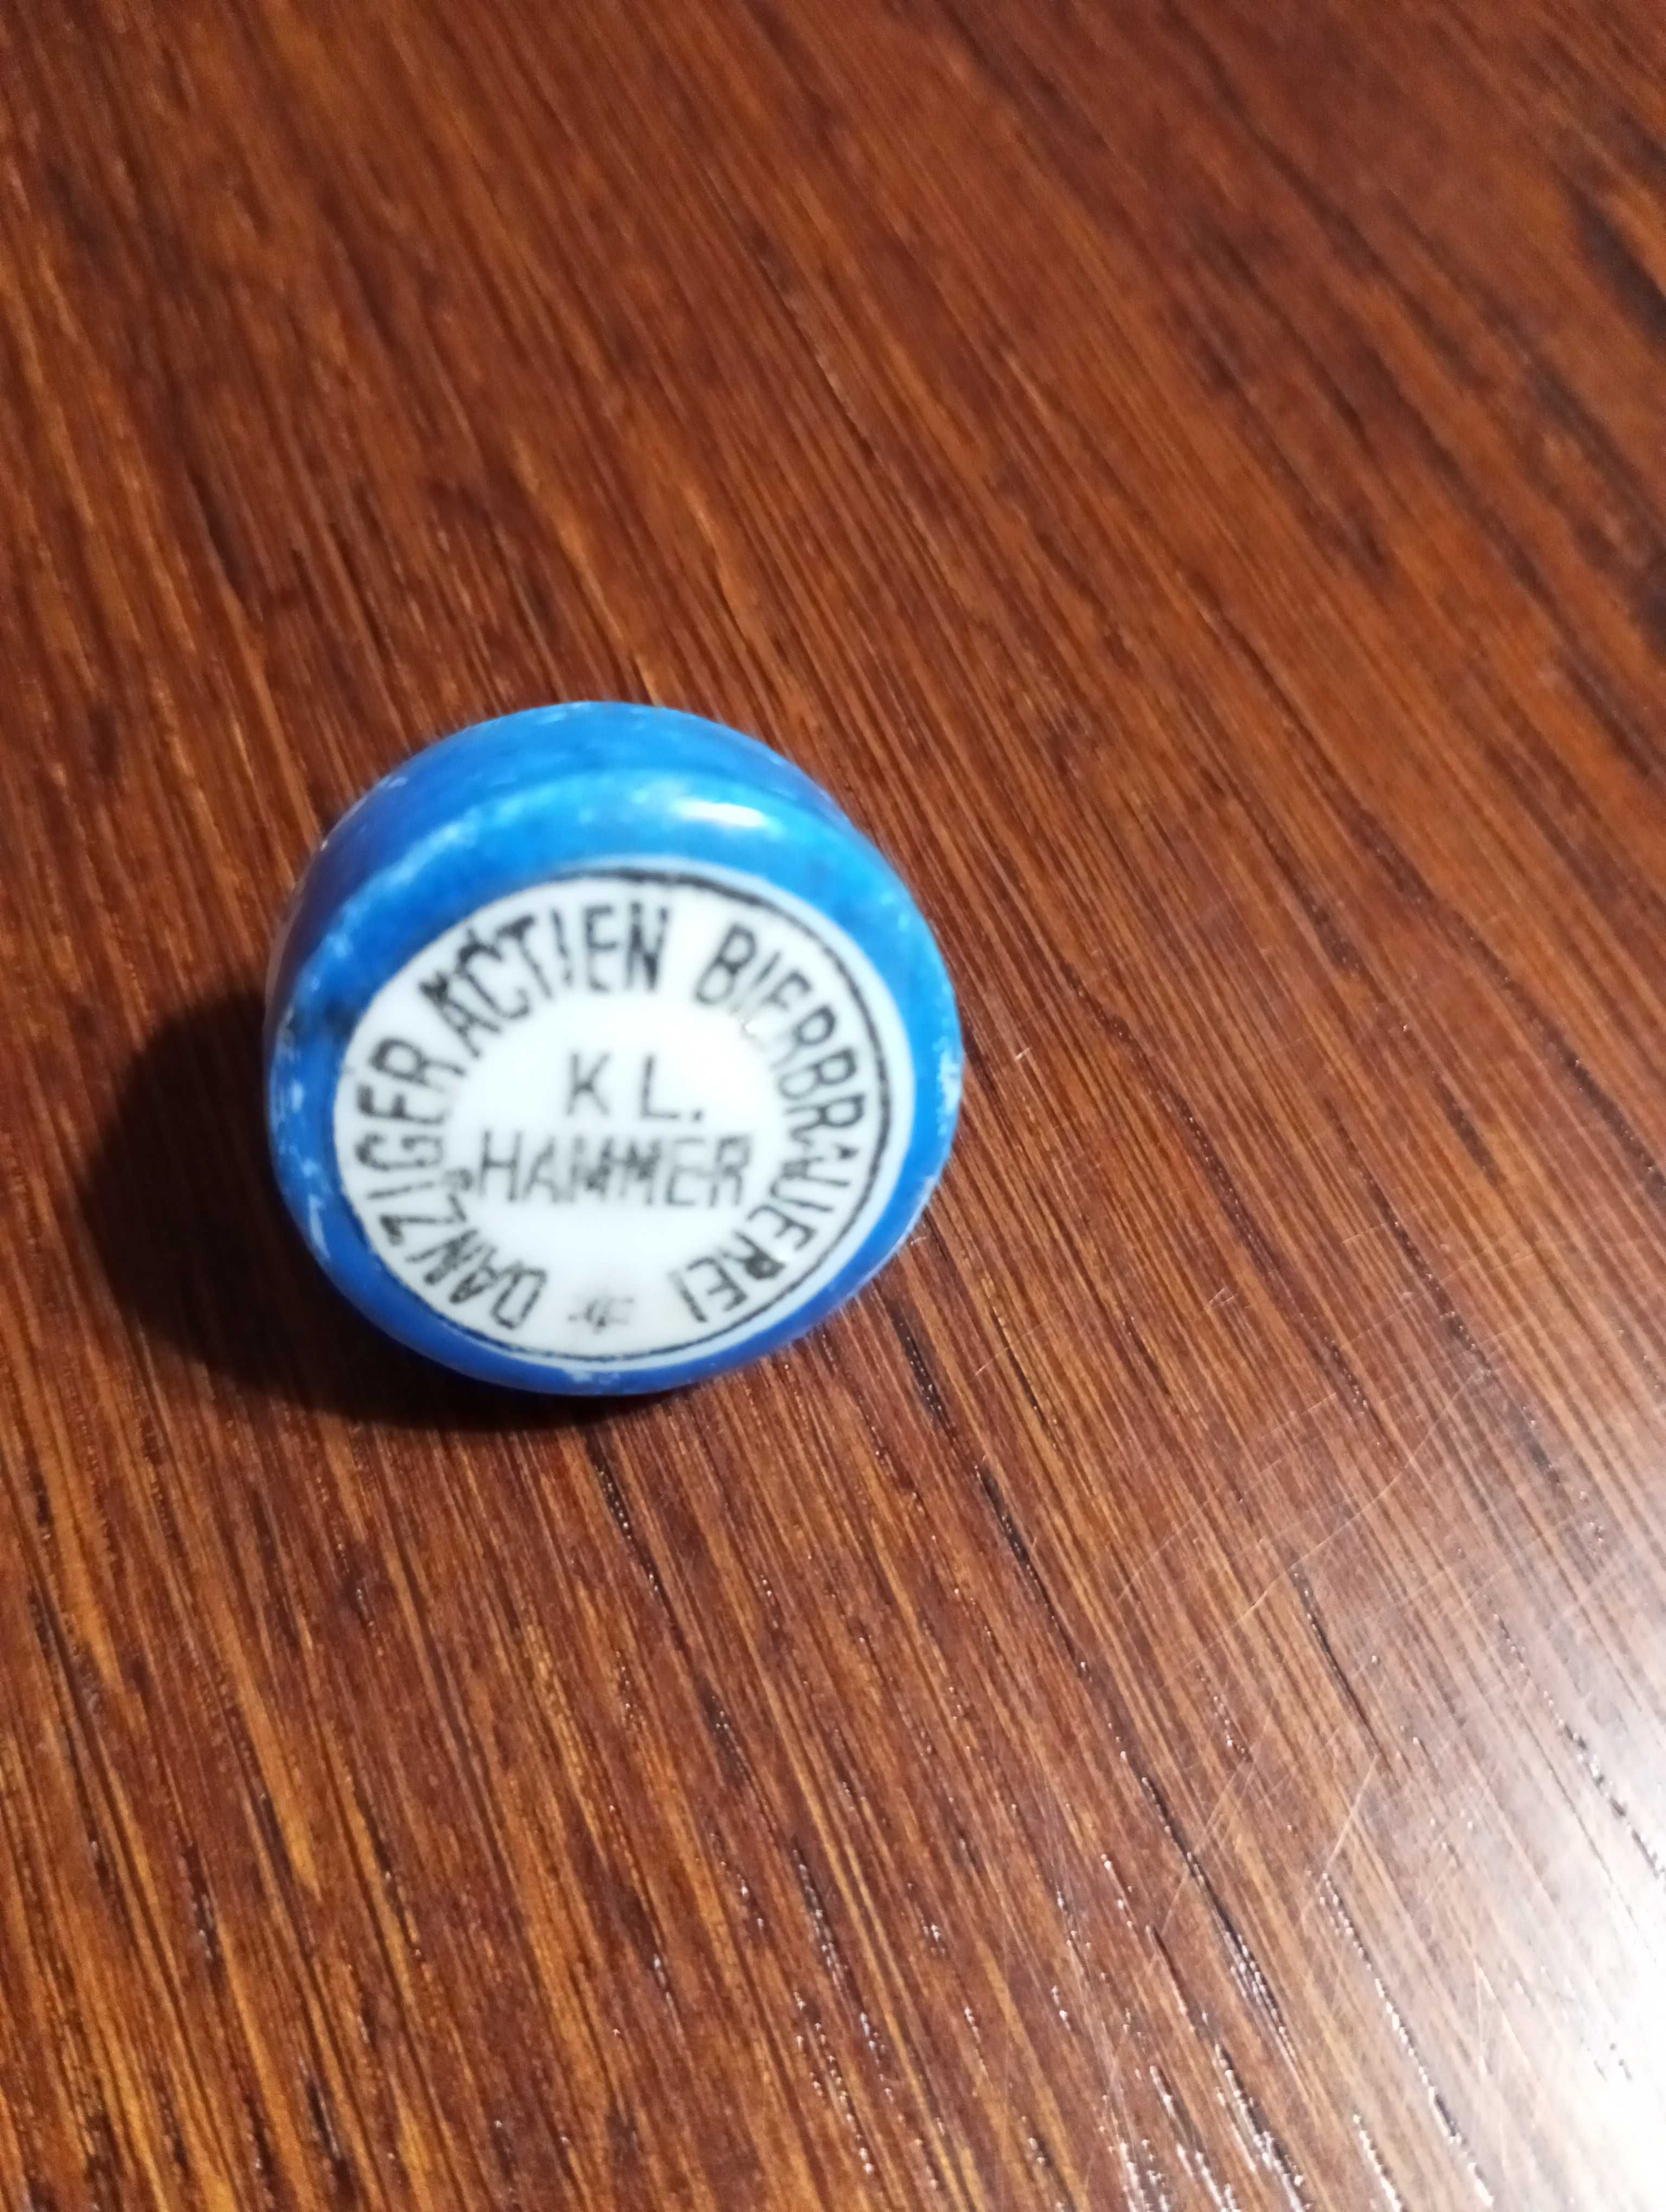 DANZIGER ACTIEN BIERBRAUEREI
KL.
HAMMER